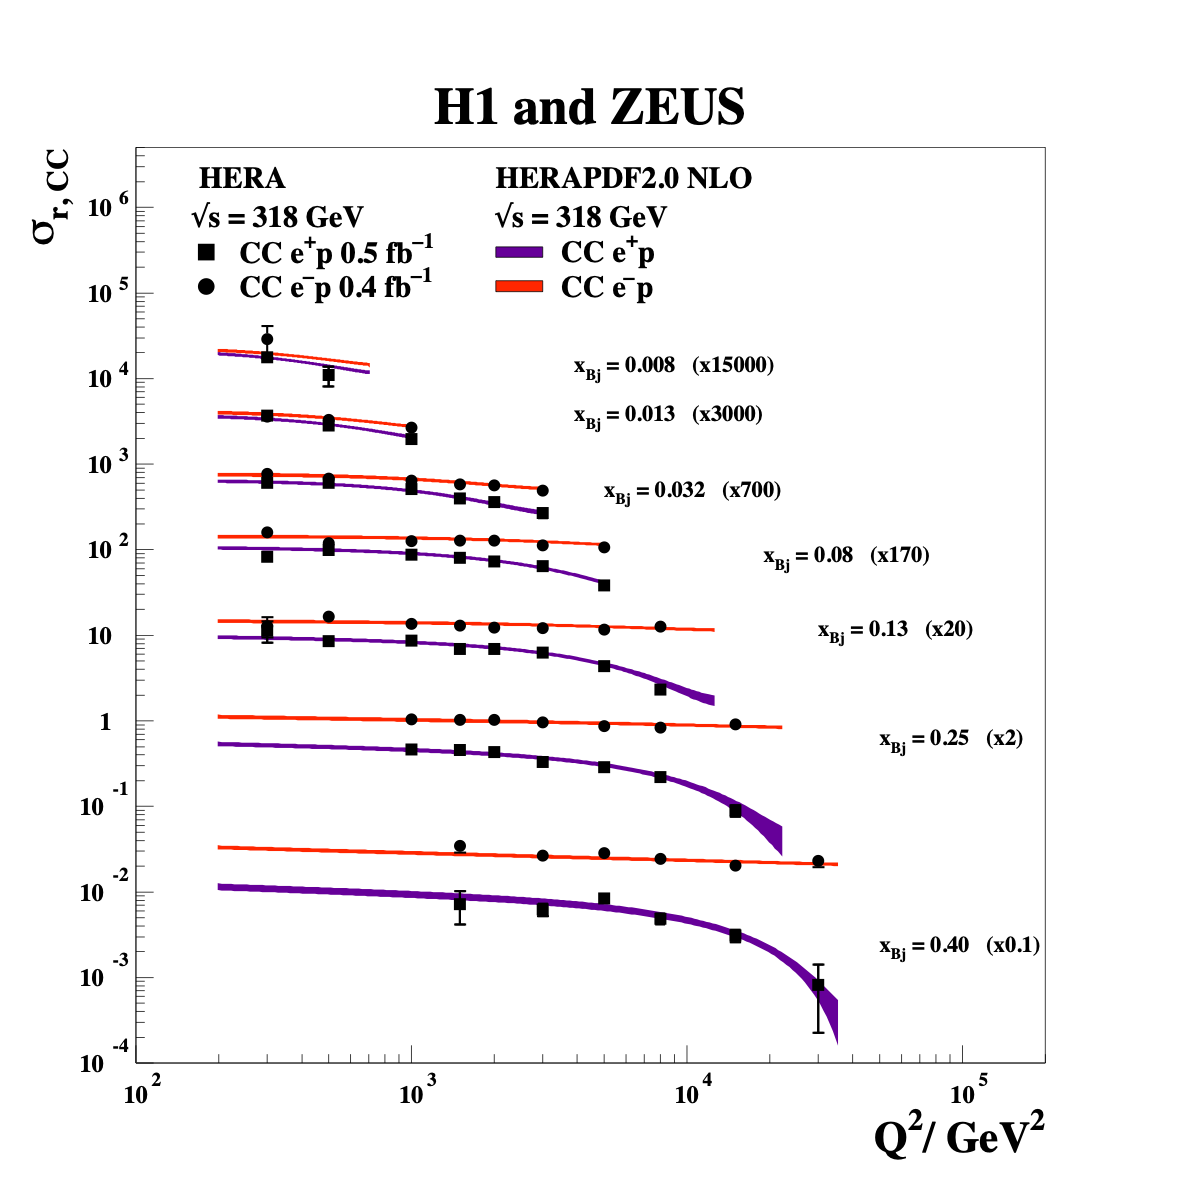 H1 and ZEUS
σr, CC
HERA
√s = 318 GeV
CC e+p 0.5 fb−1
CC e−p 0.4 fb−1
HERAPDF2.0 NLO
√s = 318 GeV
CC e+p
CC e−p
10 6
10 5
10 4
10 3
10 2
10
1
10 -1
10 -2
10 -3
10 -4
xBj = 0.008 (x15000)
xBj = 0.013 (x3000)
xBj = 0.032 (x700)
xBj = 0.08 (x170)
xBj = 0.13 (x20)
xBj = 0.25 (x2)
xBj = 0.40 (x0.1)
10 2 10 3 10 4 10 5
Q2/ GeV2